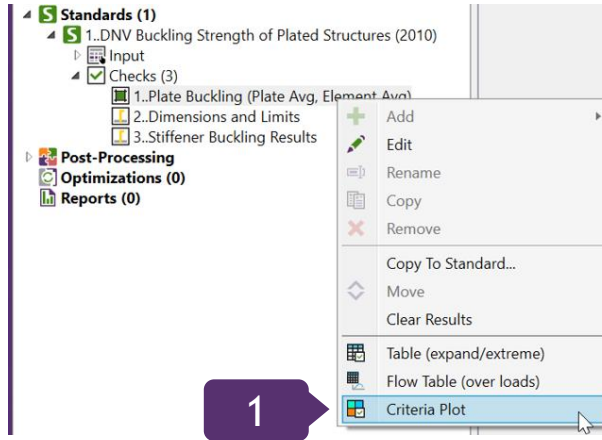 Standards (1)
1..DNV Buckling Strength of Plated Structures (2010)
Input
Checks (3)
1..Plate Buckling (Plate Avg, Element Avg)
2..Dimensions and Limits
3..Stiffener Buckling Results
Post-Processing
Optimizations (0)
Reports (0)
Add
Edit
Rename
Copy
Remove
Copy To Standard...
Move
Clear Results
Table (expand/extreme)
Flow Table (over loads)
Criteria Plot
1